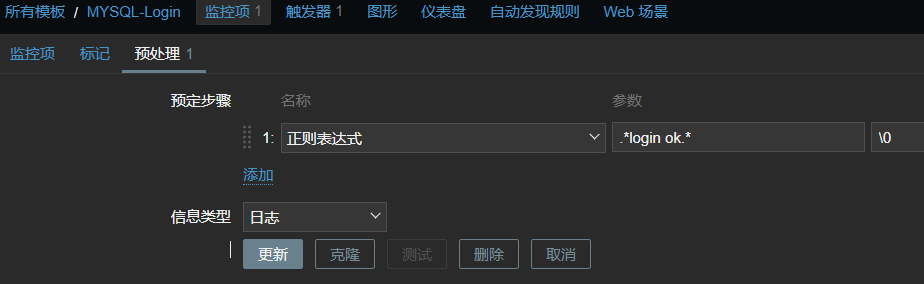 所有模板 / MYSQL-Login 监控项 1 触发器 1 图形 仪表盘 自动发现规则 Web 场景
监控项 标记 预处理 1
预定步骤 名称 参数
1: 正则表达式 .*login ok.* \0
添加
信息类型 日志
更新 克隆 测试 删除 取消